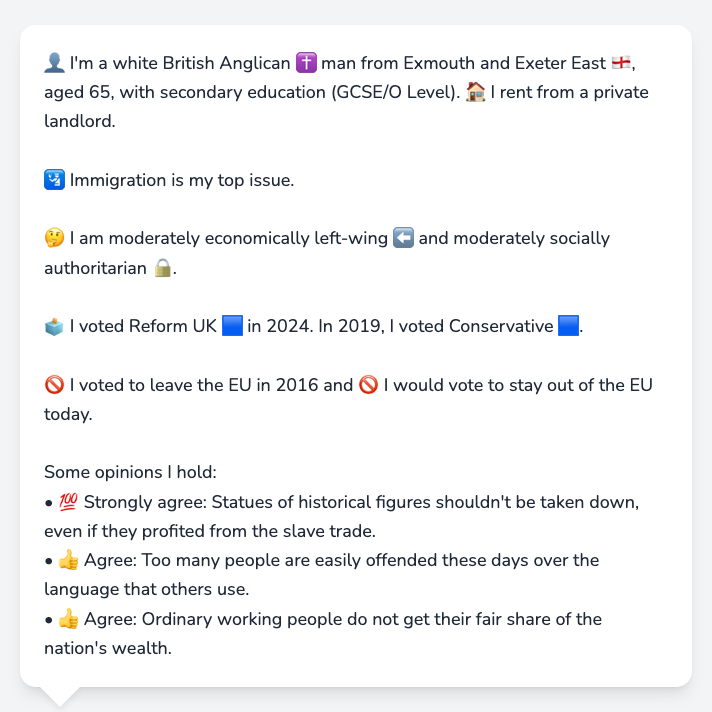 👤 I'm a white British Anglican ✝️ man from Exmouth and Exeter East 🏴󠁧󠁢󠁥󠁮󠁧󠁿,
aged 65, with secondary education (GCSE/O Level). 🏠 I rent from a private
landlord.
🛂 Immigration is my top issue.
🤔 I am moderately economically left-wing ⬅️ and moderately socially
authoritarian 🔒.
🗳️ I voted Reform UK 🟦 in 2024. In 2019, I voted Conservative 🟦.
🚫 I voted to leave the EU in 2016 and 🚫 I would vote to stay out of the EU
today.
Some opinions I hold:
• 💯 Strongly agree: Statues of historical figures shouldn't be taken down,
even if they profited from the slave trade.
• 👍 Agree: Too many people are easily offended these days over the
language that others use.
• 👍 Agree: Ordinary working people do not get their fair share of the
nation's wealth.